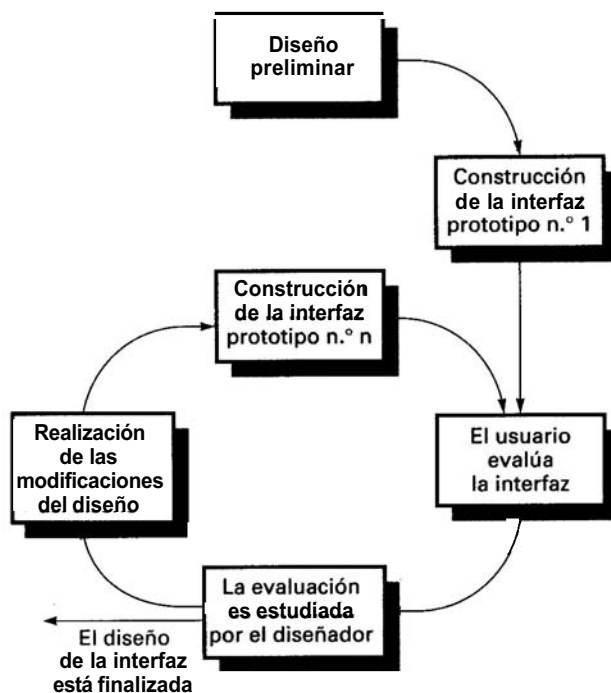 Diseño
preliminar
Construcción
de la interfaz
prototipo n.° 1
Construcción
de la interfaz
prototipo n.° n
Realización
de las
modificaciones
del diseño
El usuario
evalúa
la interfaz
La evaluación
es estudiada
por el diseñador
El diseño
de la interfaz
está finalizada